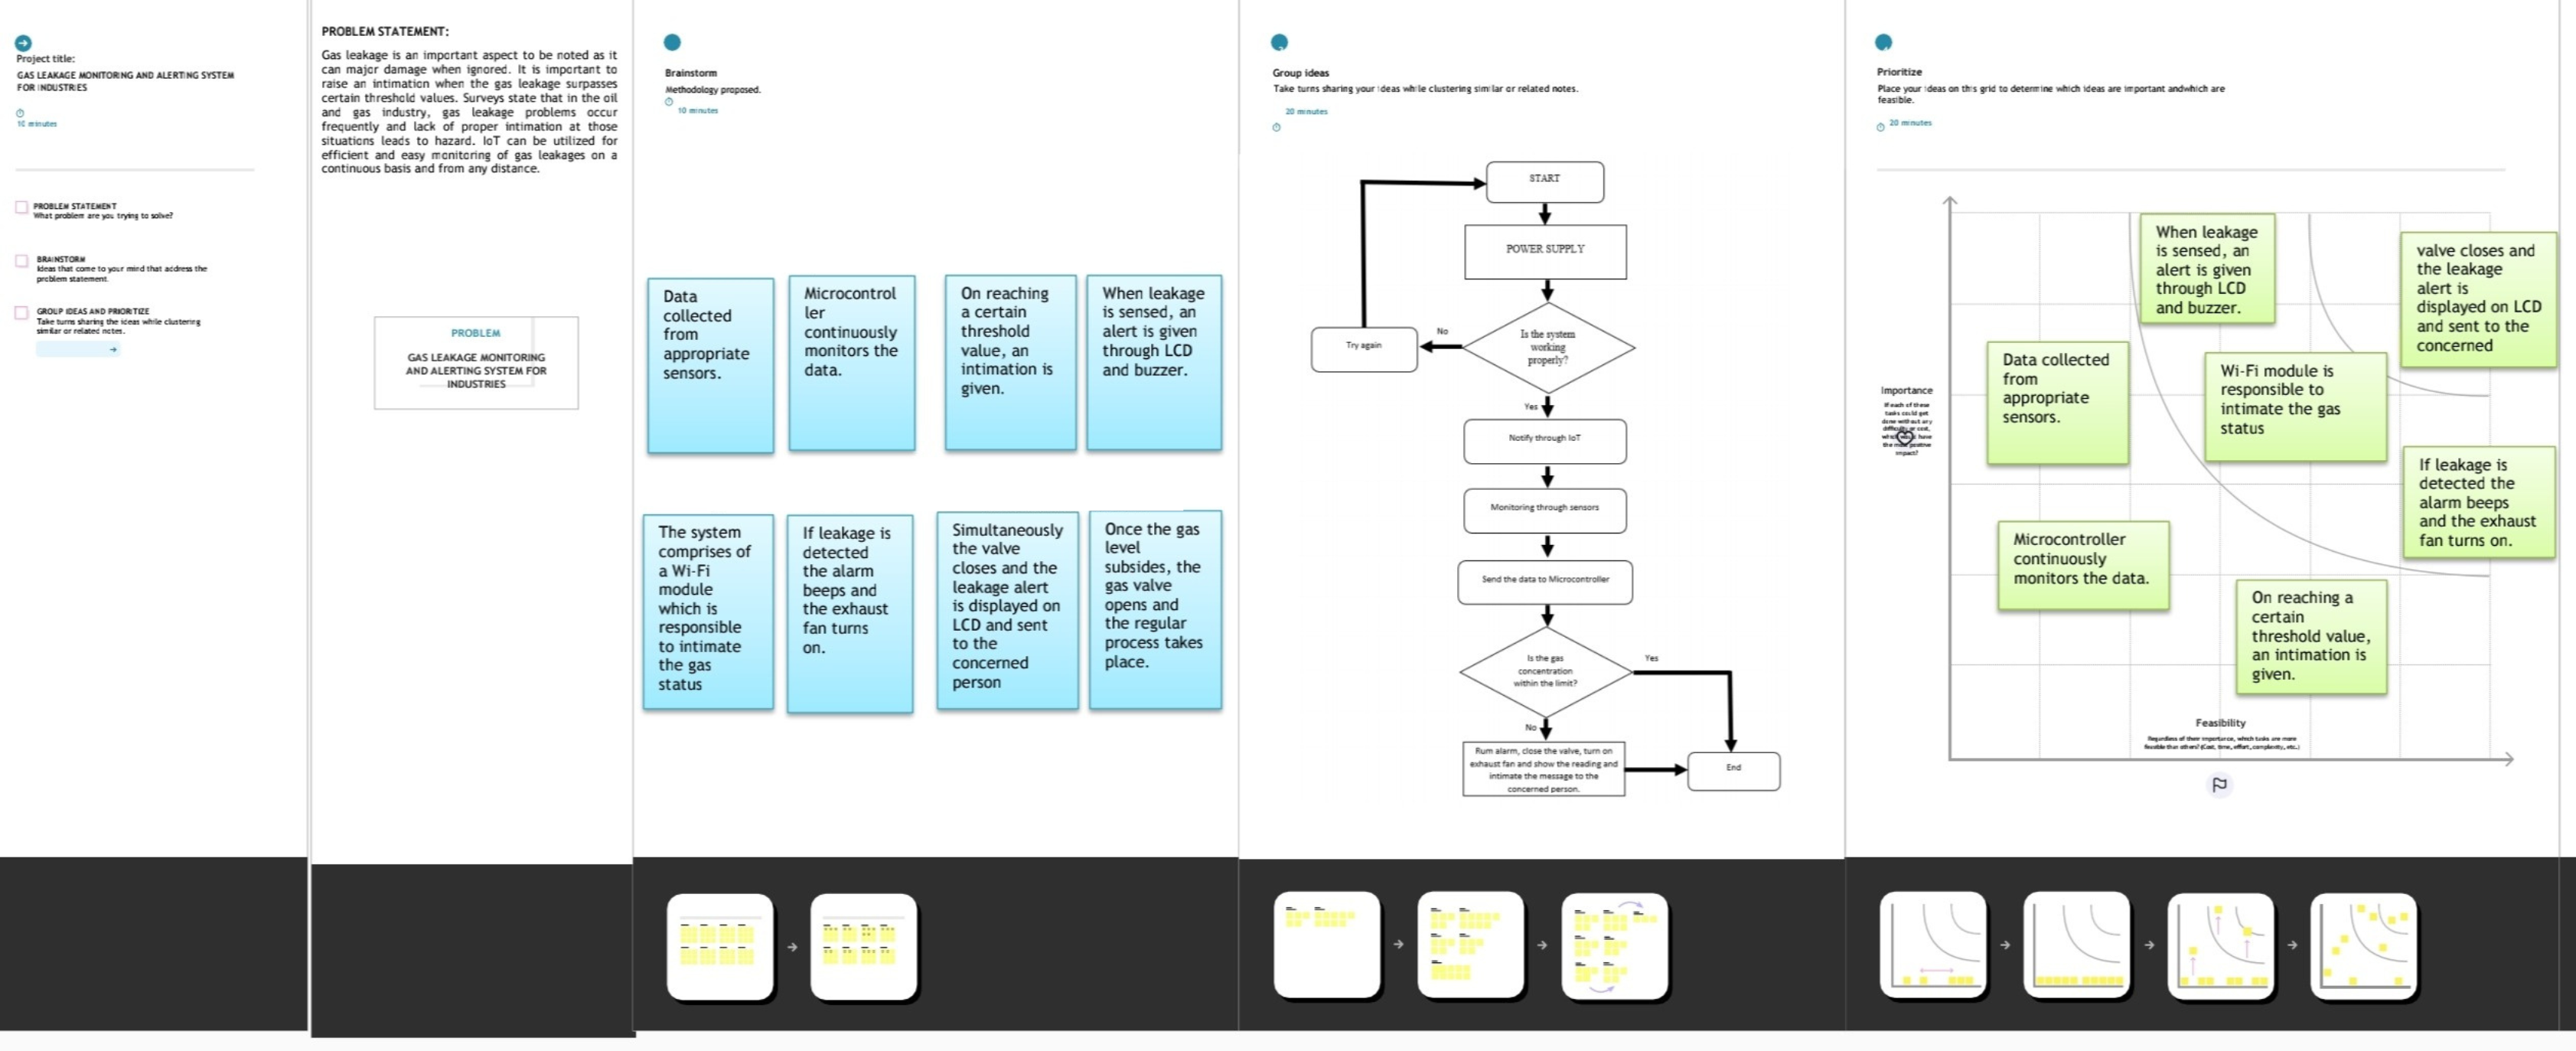 Project title:
GAS LEAKAGE MONITORING AND ALERTING SYSTEM
FOR INDUSTRIES
10 minutes
PROBLEM STATEMENT
What problem are you trying to solve?
BRAINSTORM
Ideas that come to your mind that address the
problem statement.
GROUP IDEAS AND PRIORITIZE
Take turns sharing the ideas while clustering
similar or related notes.
PROBLEM STATEMENT:
Gas leakage is an important aspect to be noted as it
can major damage when ignored. It is important to
raise an intimation when the gas leakage surpasses
certain threshold values. Surveys state that in the oil
and gas industry, gas leakage problems occur
frequently and lack of proper intimation at those
situations leads to hazard. IoT can be utilized for
efficient and easy monitoring of gas leakages on a
continuous basis and from any distance.
PROBLEM
GAS LEAKAGE MONITORING
AND ALERTING SYSTEM FOR
INDUSTRIES
Brainstorm
Methodology proposed.
10 minutes
Data
collected
from
appropriate
sensors.
Microcontrol
ler
continuously
monitors the
data.
On reaching
a certain
threshold
value, an
intimation is
given.
When leakage
is sensed, an
alert is given
through LCD
and buzzer.
The system
comprises of
a Wi-Fi
module
which is
responsible
to intimate
the gas
status
If leakage is
detected
the alarm
beeps and
the exhaust
fan turns
on.
Simultaneously
the valve
closes and the
leakage alert
is displayed on
LCD and sent
to the
concerned
person
Once the gas
level
subsides, the
gas valve
opens and
the regular
process takes
place.
Group ideas
Take turns sharing your ideas while clustering similar or related notes.
20 minutes
START
POWER SUPPLY
Is the system
working
properly?
No
Try again
Yes
Notify through IoT
Monitoring through sensors
Send the data to Microcontroller
Is the gas
concentration
within the limit?
Yes
No
Rum alarm, close the valve, turn on
exhaust fan and show the reading and
intimate the message to the
concerned person.
End
Prioritize
Place your ideas on this grid to determine which ideas are important andwhich are
feasible.
20 minutes
When leakage
is sensed, an
alert is given
through LCD
and buzzer.
valve closes and
the leakage
alert is
displayed on LCD
and sent to the
concerned
Data collected
from
appropriate
sensors.
Wi-Fi module is
responsible to
intimate the gas
status
Importance
If each of these
tasks could get
done without any
difficulty or cost,
which would have
the most positive
impact?
If leakage is
detected the
alarm beeps
and the exhaust
fan turns on.
Microcontroller
continuously
monitors the data.
On reaching a
certain
threshold value,
an intimation is
given.
Feasibility
Regardless of their importance, which tasks are more
feasible than others? (Cost, time, effort, complexity, etc.)